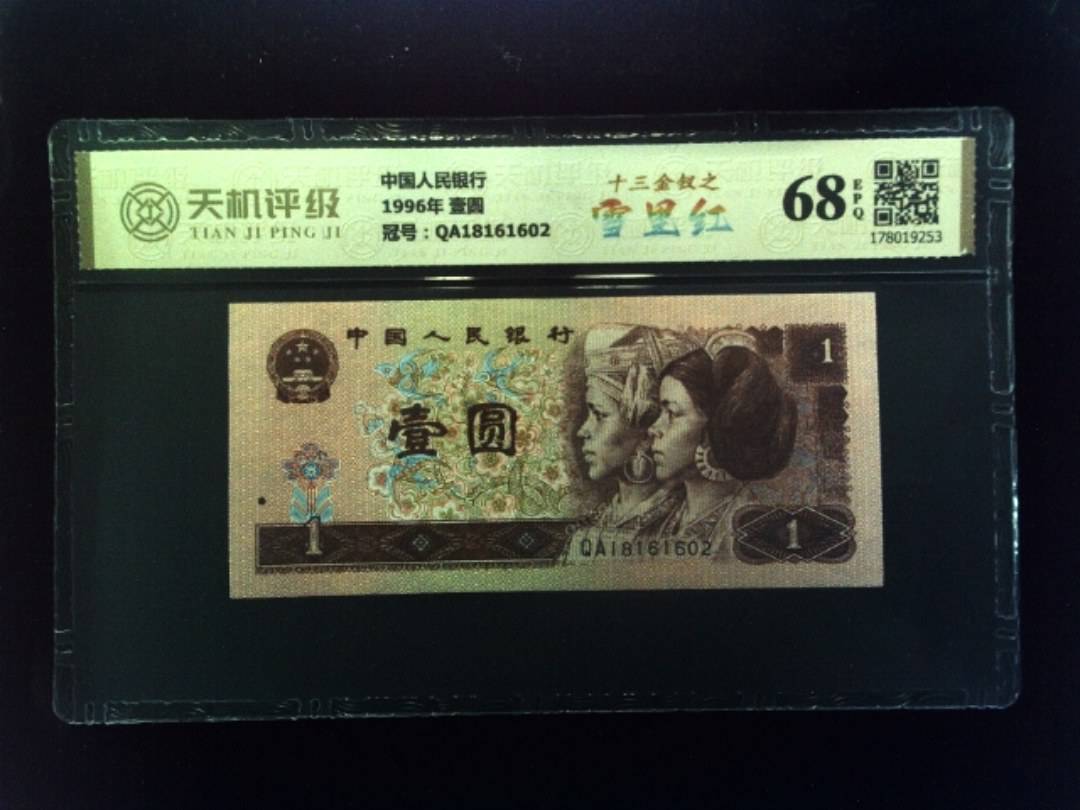 天机评级
TIAN JI PING JI
中国人民银行
1996年 壹圆
冠号：QA18161602
十三金钗之
雪里红
68
EPQ
178019253
中国人民银行
1
壹圆
QA18161602
1
1